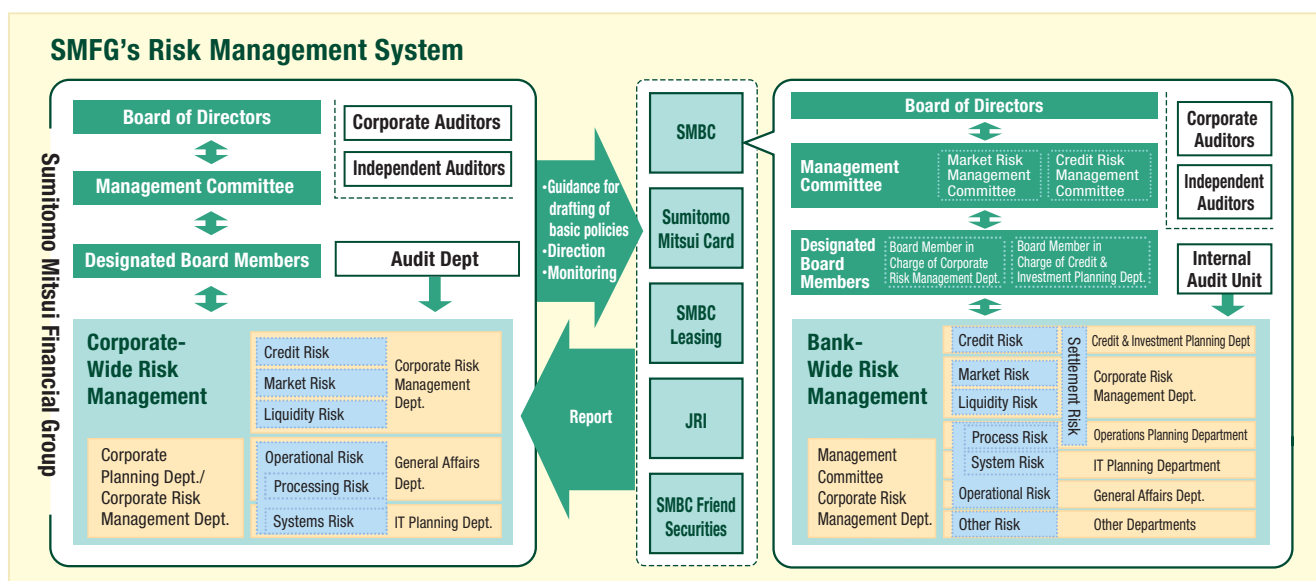 SMFG's Risk Management System
Sumitomo Mitsui Financial Group
Board of Directors
Management Committee
Designated Board Members
Corporate Auditors
Independent Auditors
Audit Dept
Corporate-
Wide Risk
Management
Corporate
Planning Dept./
Corporate Risk
Management Dept.
Credit Risk
Market Risk
Liquidity Risk
Corporate Risk
Management
Dept.
Operational Risk
Processing Risk
General Affairs
Dept.
Systems Risk
IT Planning Dept.
•Guidance for
drafting of
basic policies
•Direction
•Monitoring
Report
SMBC
Sumitomo
Mitsui Card
SMBC
Leasing
JRI
SMBC Friend
Securities
Board of Directors
Management
Committee
Market Risk
Management
Committee
Credit Risk
Management
Committee
Designated
Board
Members
Board Member in
Charge of Corporate
Risk Management Dept.
Board Member in
Charge of Credit &
Investment Planning Dept.
Corporate
Auditors
Independent
Auditors
Internal
Audit Unit
Bank-
Wide Risk
Management
Management
Committee
Corporate Risk
Management Dept.
Credit Risk
Market Risk
Liquidity Risk
Process Risk
System Risk
Operational Risk
Other Risk
Settlement Risk
Credit & Investment Planning Dept
Corporate Risk
Management Dept.
Operations Planning Department
IT Planning Department
General Affairs Dept.
Other Departments